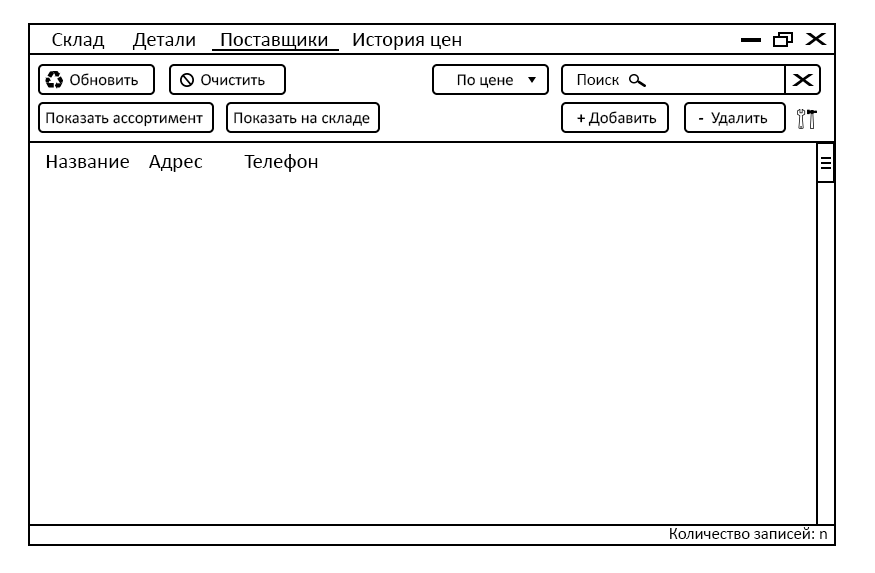 Склад Детали Поставщики История цен
Обновить Очистить По цене Поиск
Показать ассортимент Показать на складе + Добавить - Удалить
Название Адрес Телефон
Количество записей: n